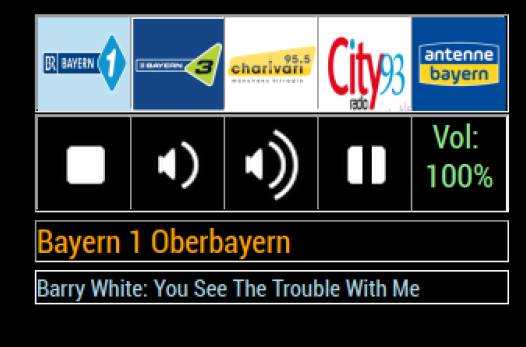 BR BAYERN 1
BAYERN 3
95.5
charivari
münchens hitradio
City 93
radio
antenne
bayern
Vol:
100%
Bayern 1 Oberbayern
Barry White: You See The Trouble With Me